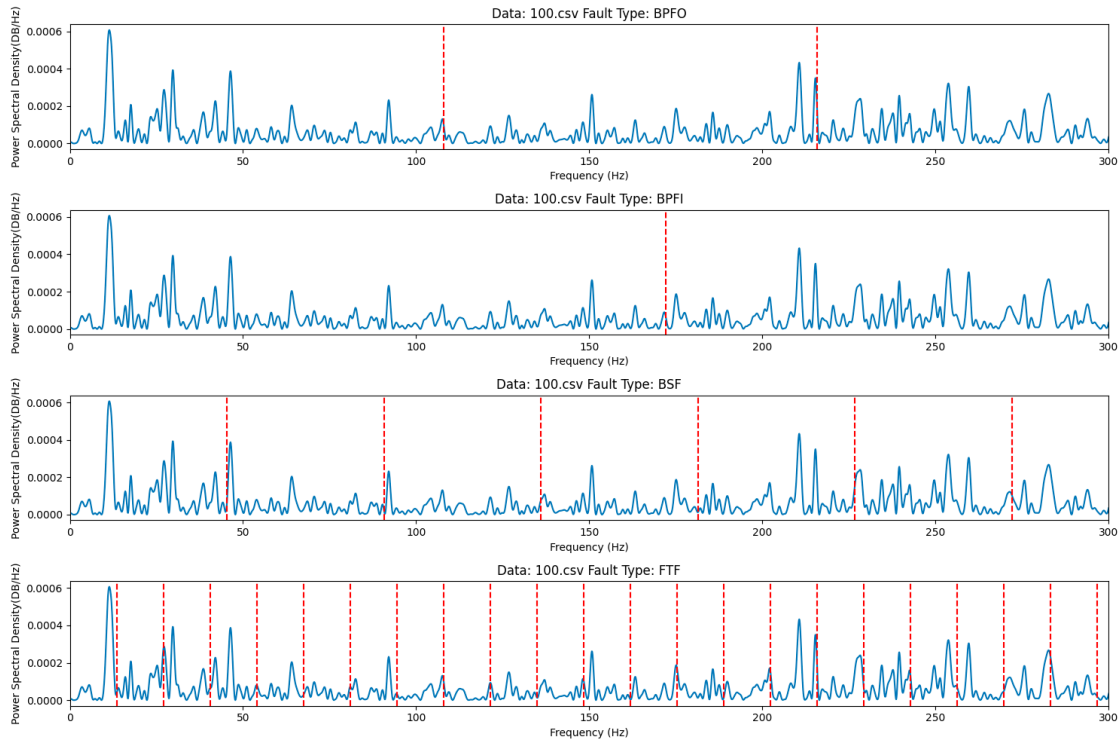 Data: 100.csv Fault Type: BPFO
Power Spectral Density(DB/Hz)
0.0006
0.0004
0.0002
0.0000
0 50 100 150 200 250 300
Frequency (Hz)
Data: 100.csv Fault Type: BPFI
Power Spectral Density(DB/Hz)
0.0006
0.0004
0.0002
0.0000
0 50 100 150 200 250 300
Frequency (Hz)
Data: 100.csv Fault Type: BSF
Power Spectral Density(DB/Hz)
0.0006
0.0004
0.0002
0.0000
0 50 100 150 200 250 300
Frequency (Hz)
Data: 100.csv Fault Type: FTF
Power Spectral Density(DB/Hz)
0.0006
0.0004
0.0002
0.0000
0 50 100 150 200 250 300
Frequency (Hz)